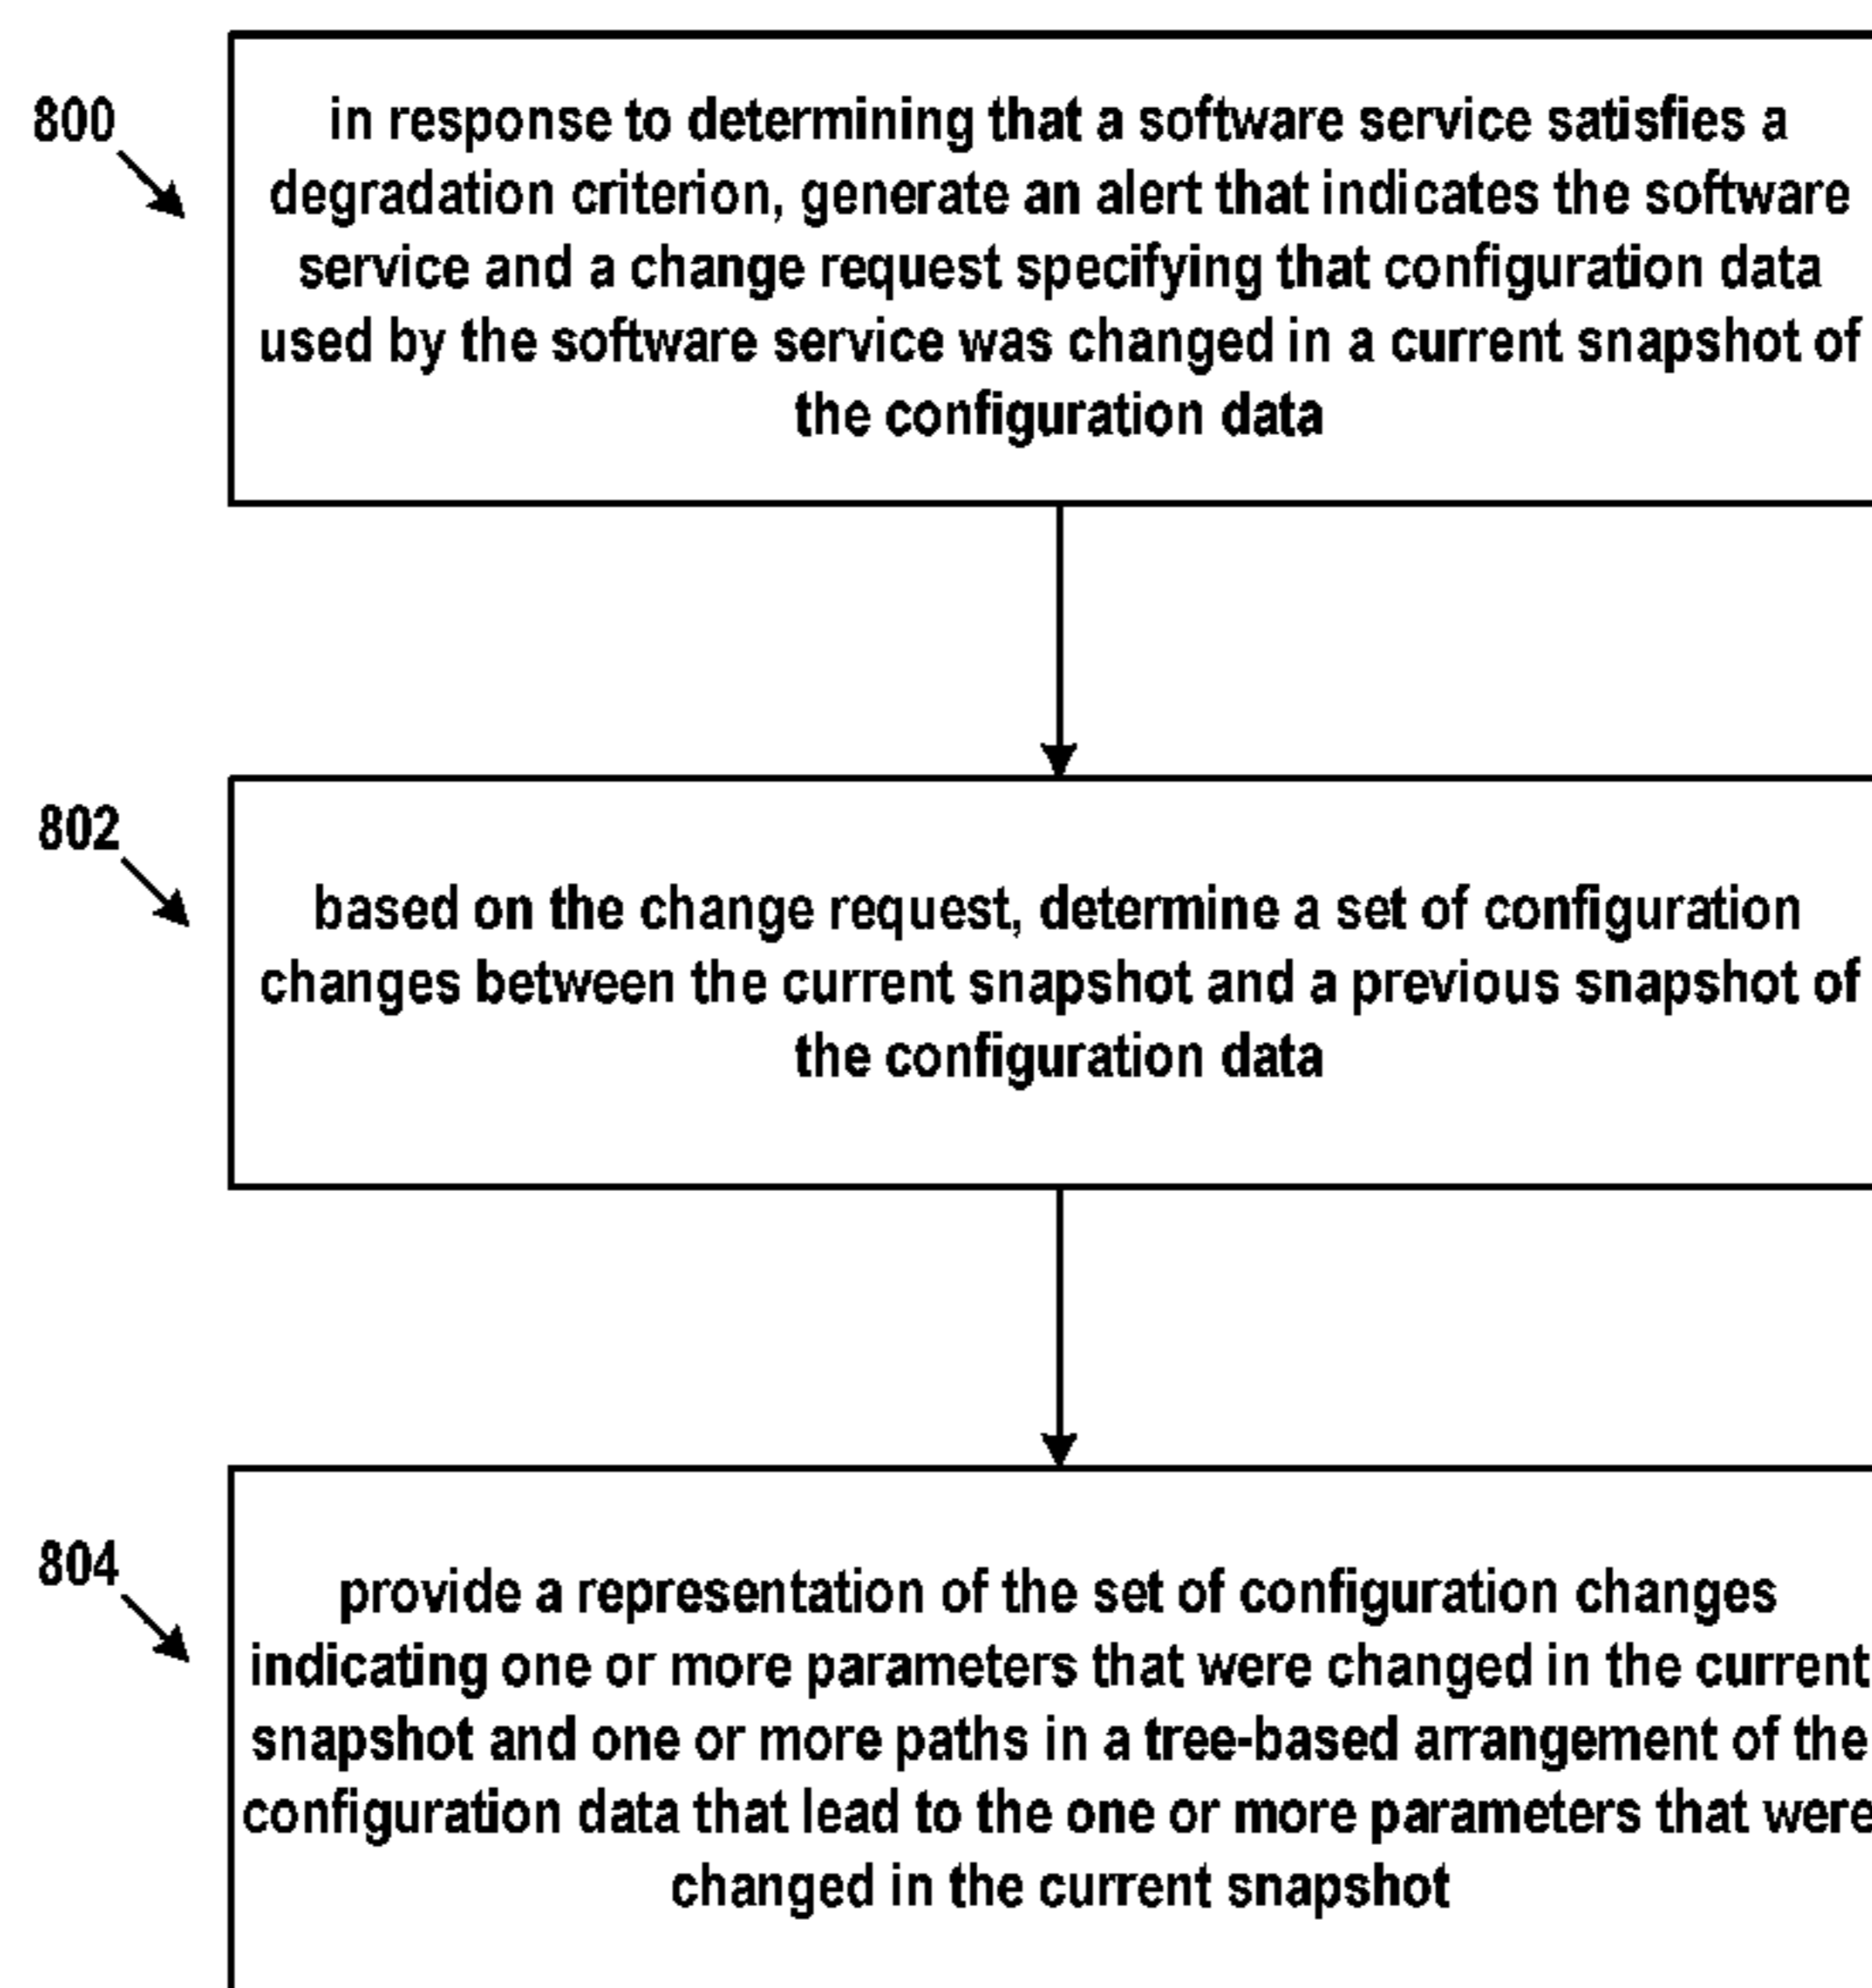 800
in response to determining that a software service satisfies a
degradation criterion, generate an alert that indicates the software
service and a change request specifying that configuration data
used by the software service was changed in a current snapshot of
the configuration data
802
based on the change request, determine a set of configuration
changes between the current snapshot and a previous snapshot of
the configuration data
804
provide a representation of the set of configuration changes
indicating one or more parameters that were changed in the current
snapshot and one or more paths in a tree-based arrangement of the
configuration data that lead to the one or more parameters that were
changed in the current snapshot